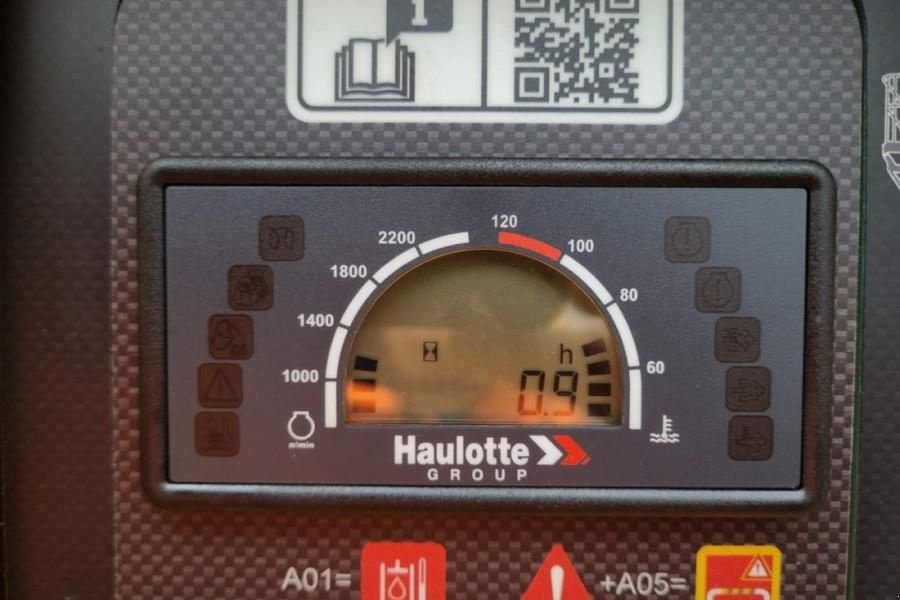 i
120
2200
100
1800
80
1400
h
60
1000
0.9
n/min
Haulotte
GROUP
A01=
+A05=